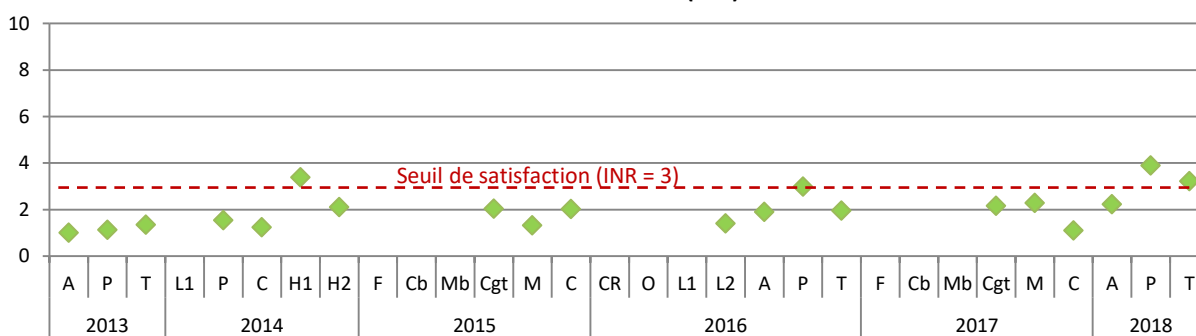 10
8
6
4
Seuil de satisfaction (INR = 3)
2
0
A P T L1 P C H1 H2 F Cb Mb Cgt M C CR O L1 L2 A P T F Cb Mb Cgt M C A P T
2013 2014 2015 2016 2017 2018